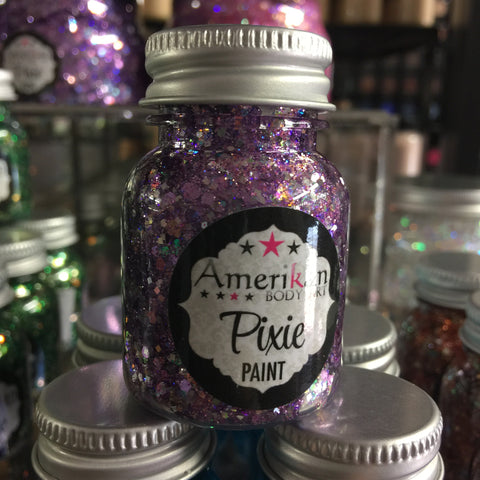 Amerikan
BODY ART
Pixie
PAINT